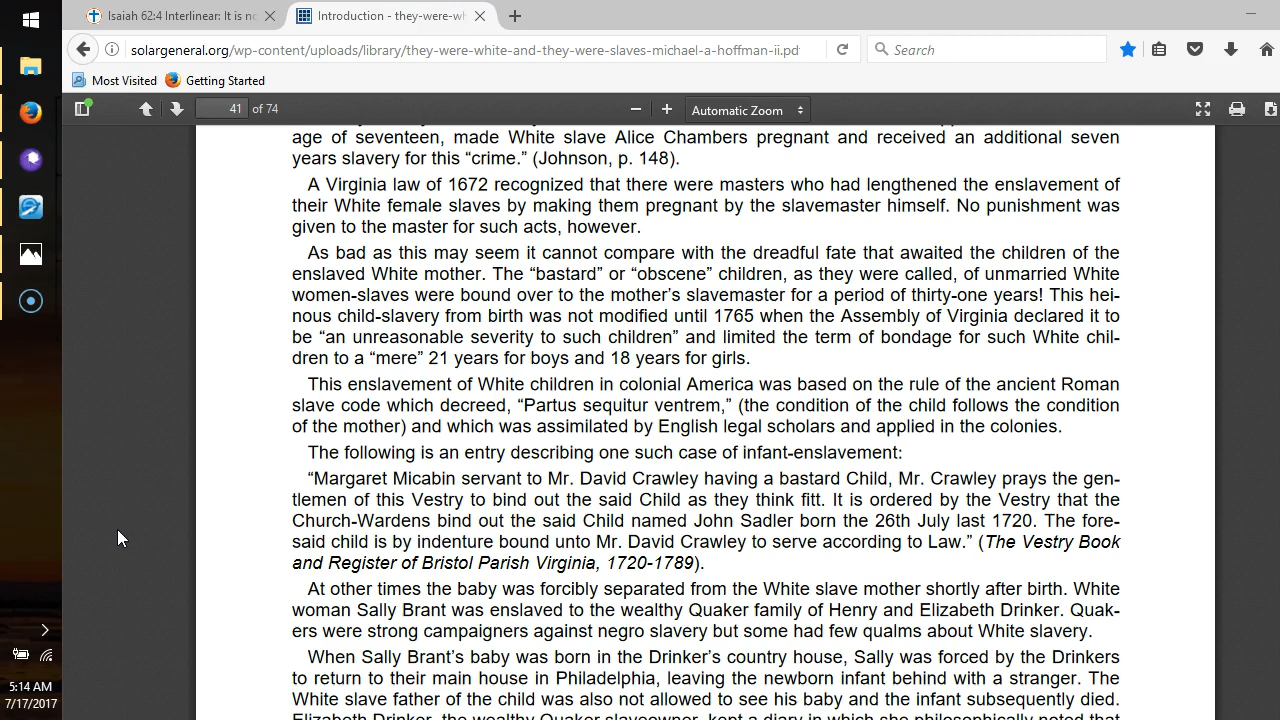 Isaiah 62:4 Interlinear: It is no
Introduction - they-were-wh
solargeneral.org/wp-content/uploads/library/they-were-white-and-they-were-slaves-michael-a-hoffman-ii.pd
Search
Most Visited
Getting Started
41 of 74
Automatic Zoom
age of seventeen, made White slave Alice Chambers pregnant and received an additional seven
years slavery for this “crime.” (Johnson, p. 148).
A Virginia law of 1672 recognized that there were masters who had lengthened the enslavement of
their White female slaves by making them pregnant by the slavemaster himself. No punishment was
given to the master for such acts, however.
As bad as this may seem it cannot compare with the dreadful fate that awaited the children of the
enslaved White mother. The “bastard” or “obscene” children, as they were called, of unmarried White
women-slaves were bound over to the mother’s slavemaster for a period of thirty-one years! This hei-
nous child-slavery from birth was not modified until 1765 when the Assembly of Virginia declared it to
be “an unreasonable severity to such children” and limited the term of bondage for such White chil-
dren to a “mere” 21 years for boys and 18 years for girls.
This enslavement of White children in colonial America was based on the rule of the ancient Roman
slave code which decreed, “Partus sequitur ventrem,” (the condition of the child follows the condition
of the mother) and which was assimilated by English legal scholars and applied in the colonies.
The following is an entry describing one such case of infant-enslavement:
“Margaret Micabin servant to Mr. David Crawley having a bastard Child, Mr. Crawley prays the gen-
tlemen of this Vestry to bind out the said Child as they think fitt. It is ordered by the Vestry that the
Church-Wardens bind out the said Child named John Sadler born the 26th July last 1720. The fore-
said child is by indenture bound unto Mr. David Crawley to serve according to Law.” (The Vestry Book
and Register of Bristol Parish Virginia, 1720-1789).
At other times the baby was forcibly separated from the White slave mother shortly after birth. White
woman Sally Brant was enslaved to the wealthy Quaker family of Henry and Elizabeth Drinker. Quak-
ers were strong campaigners against negro slavery but some had few qualms about White slavery.
When Sally Brant’s baby was born in the Drinker’s country house, Sally was forced by the Drinkers
to return to their main house in Philadelphia, leaving the newborn infant behind with a stranger. The
White slave father of the child was also not allowed to see his baby and the infant subsequently died.
Elizabeth Drinker, the wealthy Quaker slaveowner, kept a diary in which she philosophically noted that
5:14 AM
7/17/2017